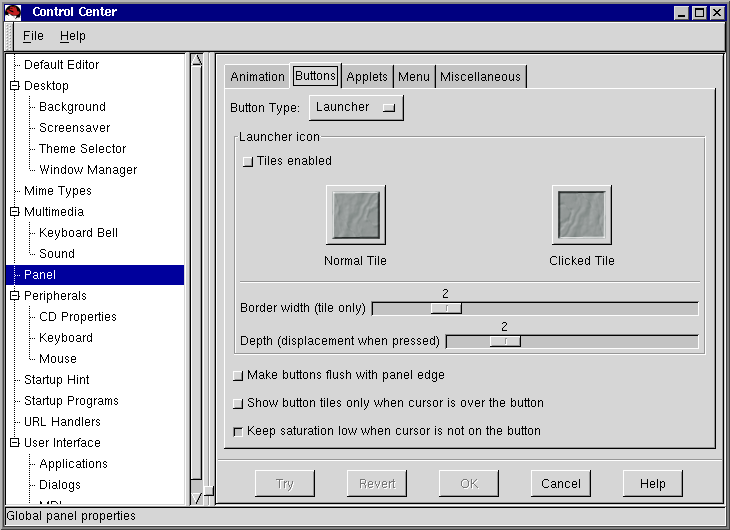 Control Center
File Help
Default Editor
Desktop
Background
Screensaver
Theme Selector
Window Manager
Mime Types
Multimedia
Keyboard Bell
Sound
Panel
Peripherals
CD Properties
Keyboard
Mouse
Startup Hint
Startup Programs
URL Handlers
User Interface
Applications
Dialogs
MDI
Animation Buttons Applets Menu Miscellaneous
Button Type: Launcher
Launcher icon
Tiles enabled
Normal Tile Clicked Tile
2
Border width (tile only)
2
Depth (displacement when pressed)
Make buttons flush with panel edge
Show button tiles only when cursor is over the button
Keep saturation low when cursor is not on the button
Try Revert OK Cancel Help
Global panel properties